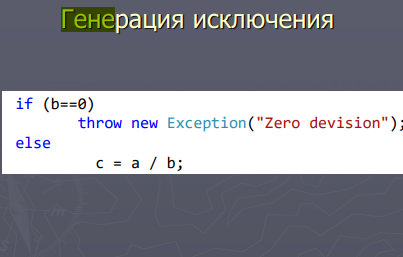 Генерация исключения
if (b==0)
throw new Exception("Zero devision");
else
c = a / b;